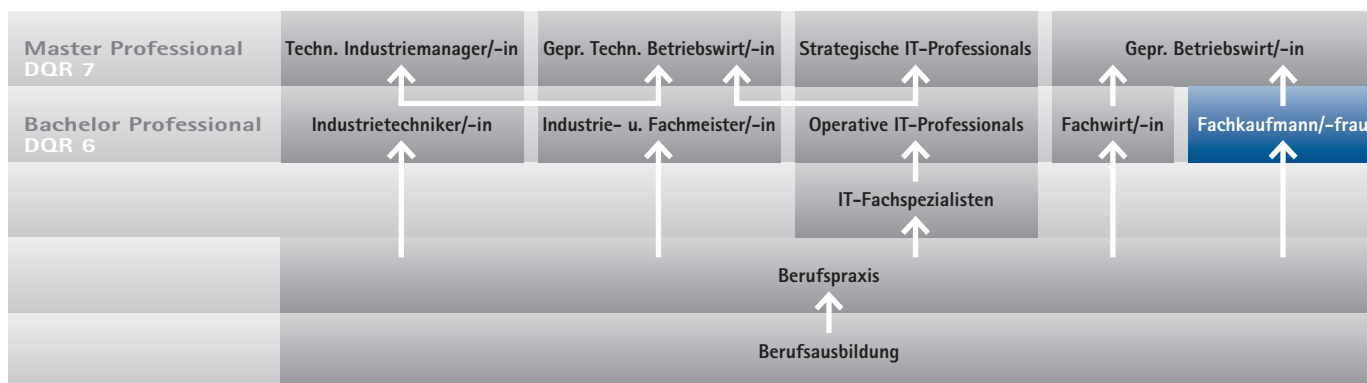 Master Professional
DQR 7
Techn. Industriemanager/-in
Gepr. Techn. Betriebswirt/-in
Strategische IT-Professionals
Gepr. Betriebswirt/-in
Bachelor Professional
DQR 6
Industrietechniker/-in
Industrie- u. Fachmeister/-in
Operative IT-Professionals
Fachwirt/-in
Fachkaufmann/-frau
IT-Fachspezialisten
Berufspraxis
Berufsausbildung